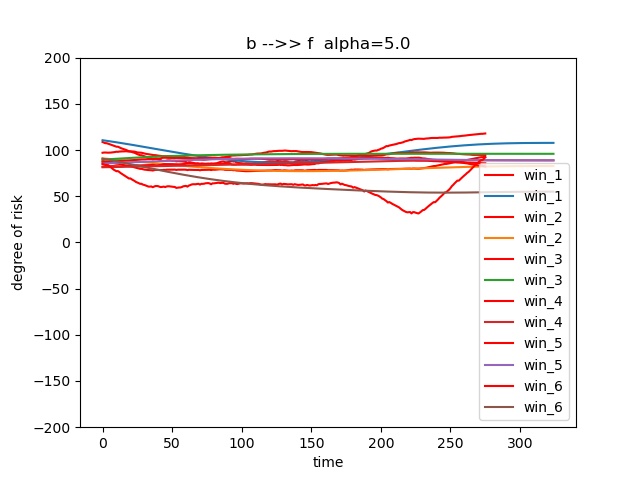 b -->> f  alpha=5.0
degree of risk
200
150
100
50
0
−50
−100
−150
−200
win_1
win_1
win_2
win_2
win_3
win_3
win_4
win_4
win_5
win_5
win_6
win_6
0 50 100 150 200 250 300
time